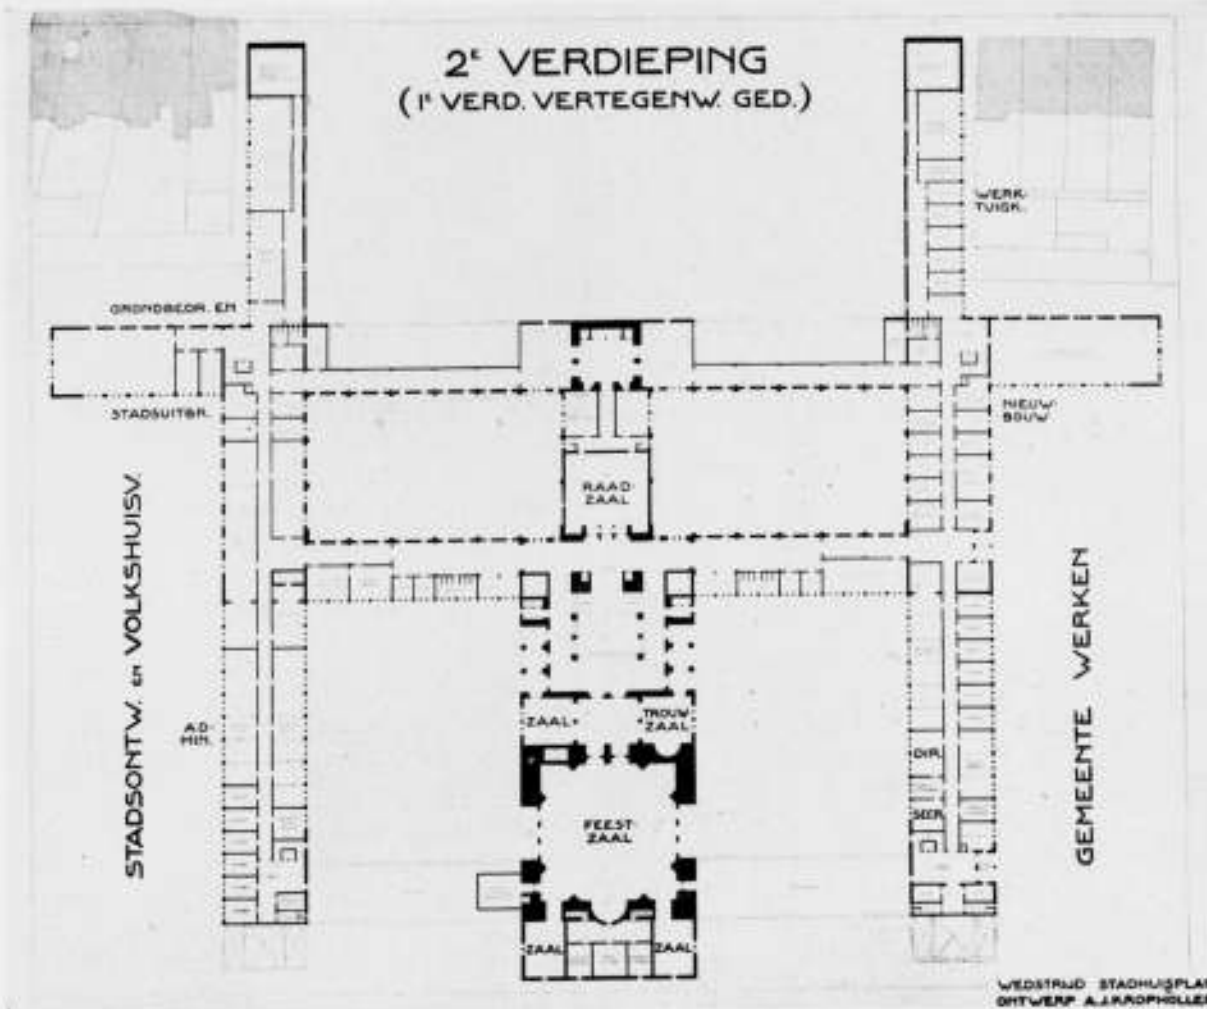 2E VERDIEPING
(1E VERD. VERTEGENW. GED.)
WERK-
TUIGK.
GRONDBEDR. EN
STADSUITBR.
NIEUW-
BOUW
RAAD-
ZAAL
STADSONTW. EN VOLKSHUISV.
GEMEENTE WERKEN
ZAAL
TROUW-
ZAAL
AD-
MIN.
DIR.
SECR.
FEEST-
ZAAL
ZAAL
ZAAL
WEDSTRIJD STADHUISPLAN
ONTWERP A.J.KROPHOLLER